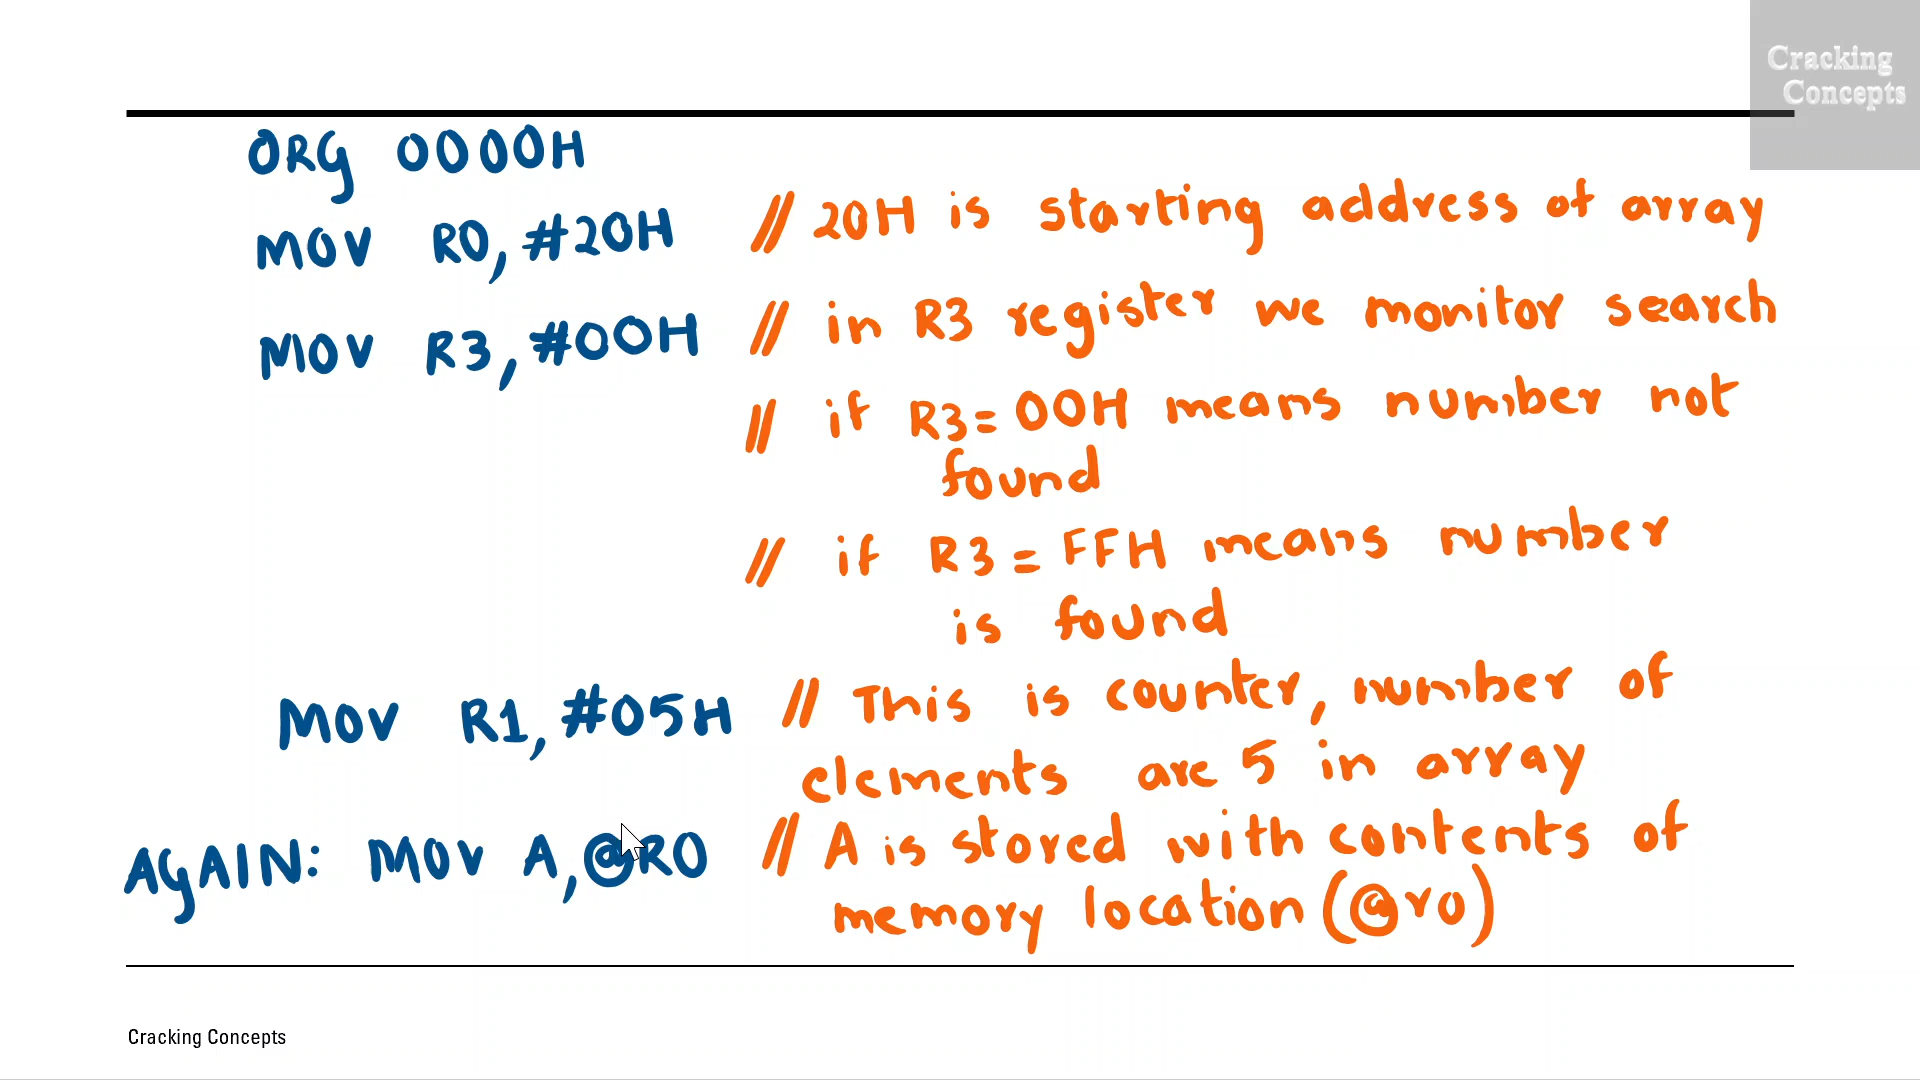 Cracking
Concepts
ORG 0000H
MOV R0, #20H // 20H is starting address of array
MOV R3, #00H // in R3 register we monitor search
// if R3 = 00H means number not
found
// if R3 = FFH means number
is found
MOV R1, #05H // This is counter, number of
elements are 5 in array
AGAIN: MOV A, @R0 // A is stored with contents of
memory location (@r0)
Cracking Concepts